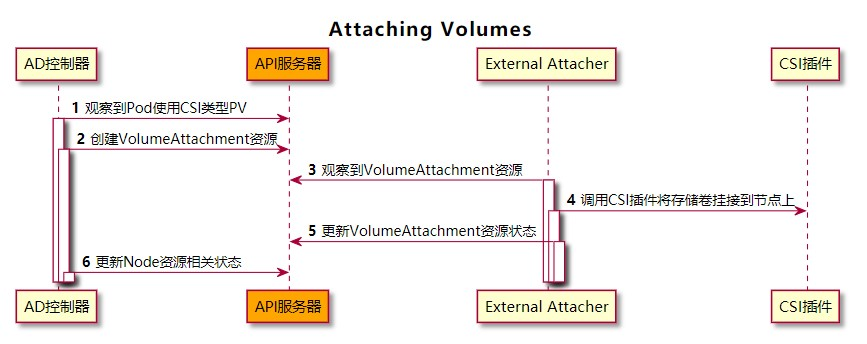 Attaching Volumes
AD控制器
API服务器
External Attacher
CSI插件
1 观察到Pod使用CSI类型PV
2 创建VolumeAttachment资源
3 观察到VolumeAttachment资源
4 调用CSI插件将存储卷挂接到节点上
5 更新VolumeAttachment资源状态
6 更新Node资源相关状态
AD控制器
API服务器
External Attacher
CSI插件